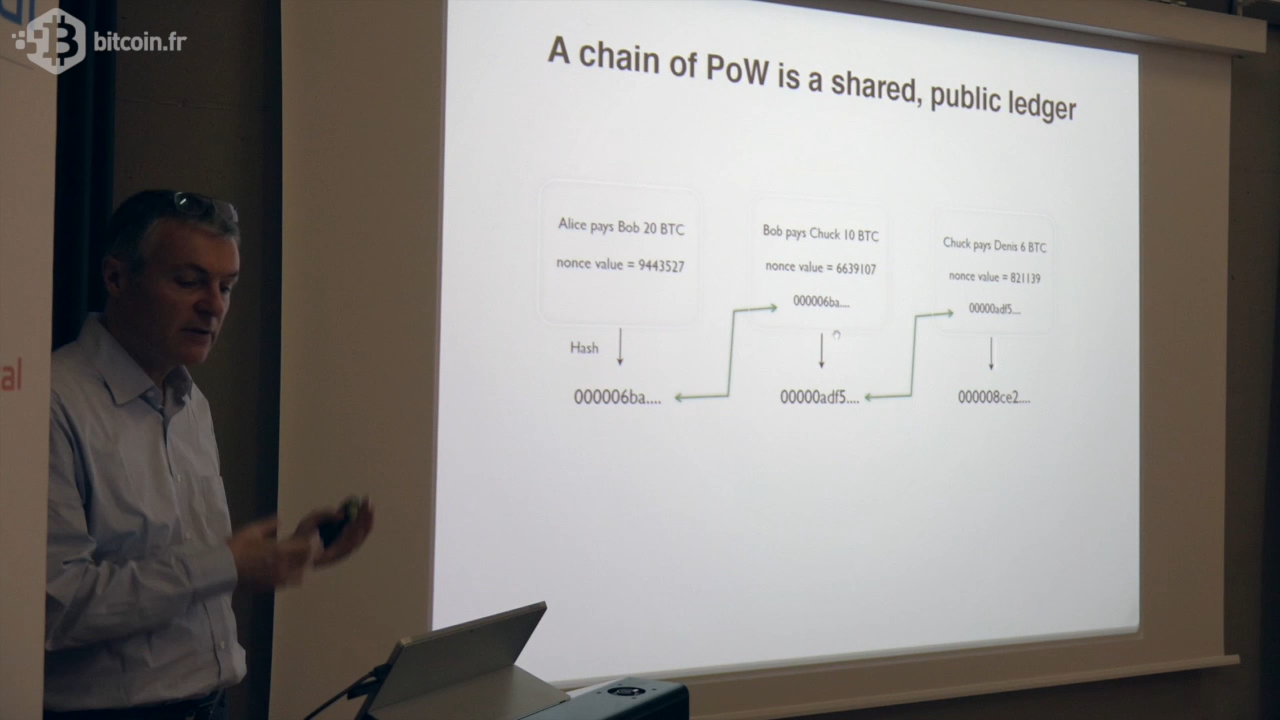 bitcoin.fr
A chain of PoW is a shared, public ledger
Alice pays Bob 20 BTC
nonce value = 9443527
Bob pays Chuck 10 BTC
nonce value = 6639107
000006ba....
Chuck pays Denis 6 BTC
nonce value = 821139
00000adf5....
Hash
000006ba....
00000adf5....
000008ce2....
al